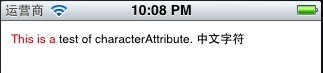 运营商 10:08 PM
This is a test of characterAttribute. 中文字符